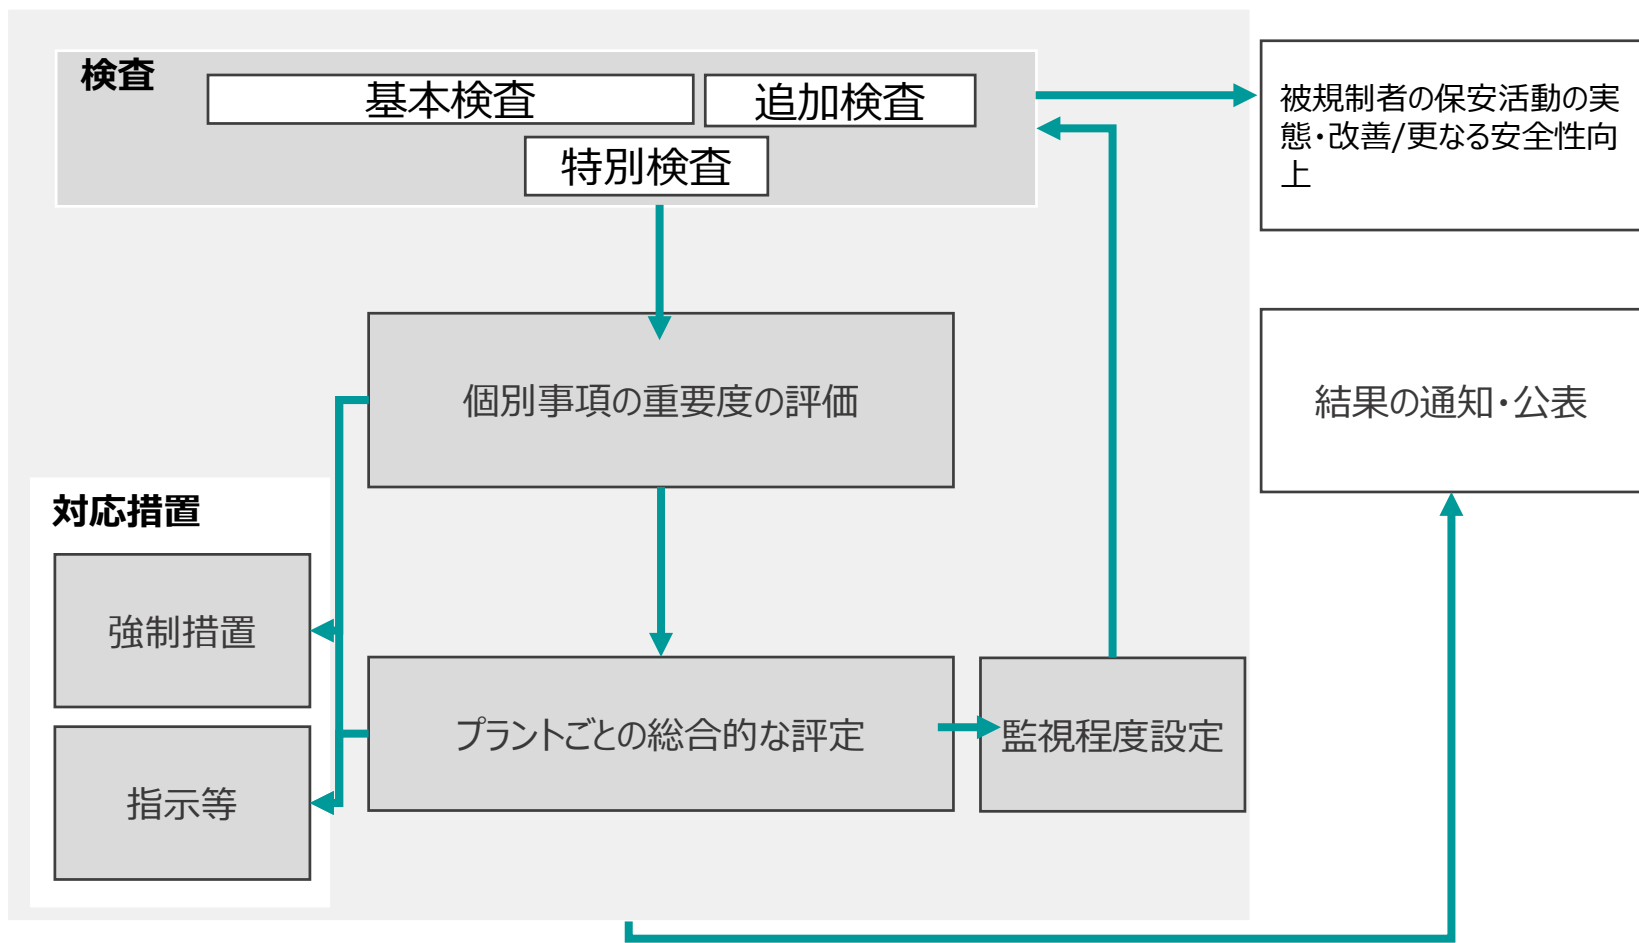 検査
基本検査
追加検査
特別検査
被規制者の保安活動の実
態・改善/更なる安全性向
上
個別事項の重要度の評価
結果の通知・公表
対応措置
強制措置
プラントごとの総合的な評定
監視程度設定
指示等